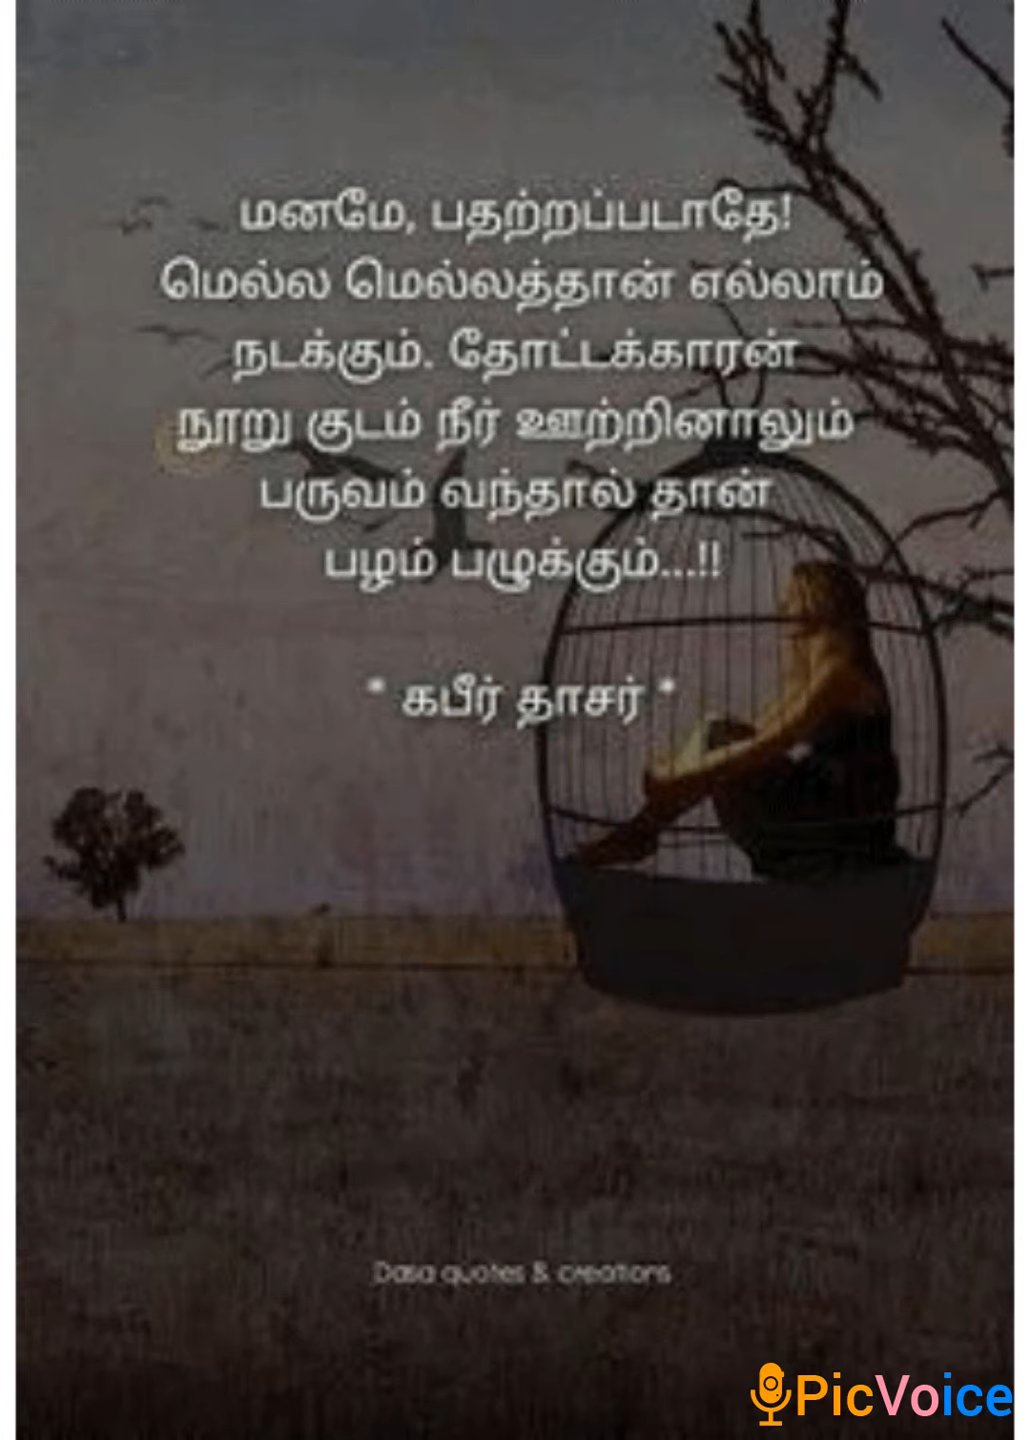 மனமே, பதற்றப்படாதே!
மெல்ல மெல்லத்தான் எல்லாம்
நடக்கும். தோட்டக்காரன்
நூறு குடம் நீர் ஊற்றினாலும்
பருவம் வந்தால் தான்
பழம் பழுக்கும்...!!
* கபீர் தாசர் *
Dasa quotes & creations
PicVoice